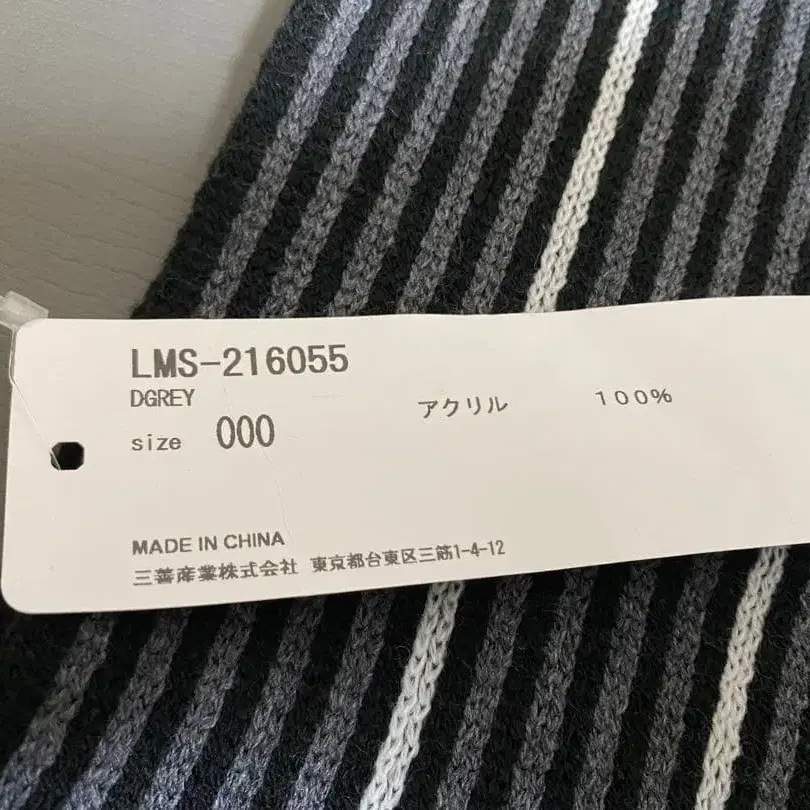 LMS-216055
DGREY
size 000
アクリル 100%
MADE IN CHINA
三善産業株式会社 東京都台東区三筋1-4-12